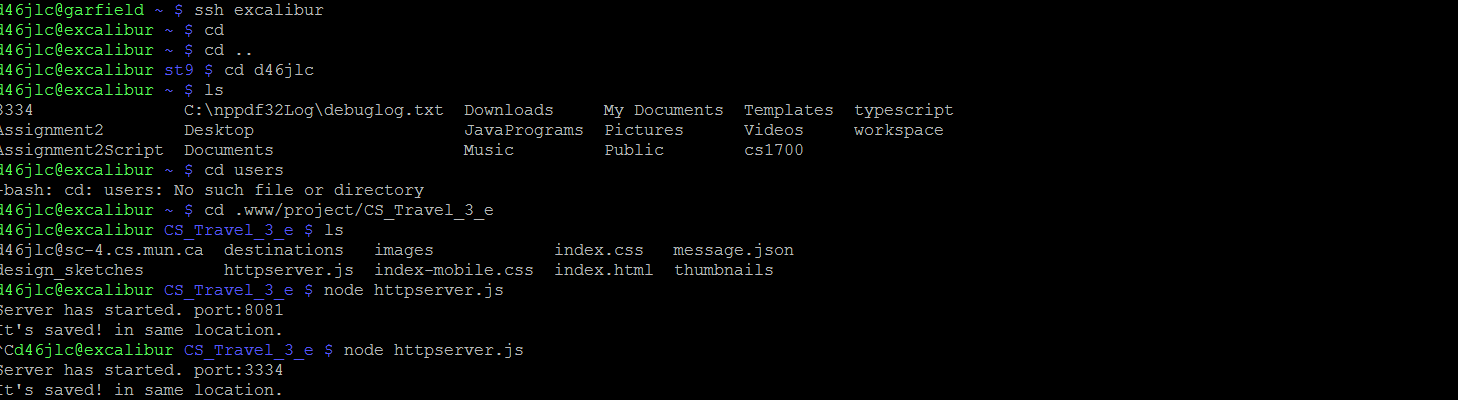 d46jlc@garfield ~ $ ssh excalibur
d46jlc@excalibur ~ $ cd
d46jlc@excalibur ~ $ cd ..
d46jlc@excalibur st9 $ cd d46jlc
d46jlc@excalibur ~ $ ls
3334 C:\nppdf32Log\debuglog.txt Downloads My Documents Templates typescript
Assignment2 Desktop JavaPrograms Pictures Videos workspace
Assignment2Script Documents Music Public cs1700
d46jlc@excalibur ~ $ cd users
-bash: cd: users: No such file or directory
d46jlc@excalibur ~ $ cd .www/project/CS_Travel_3_e
d46jlc@excalibur CS_Travel_3_e $ ls
d46jlc@sc-4.cs.mun.ca destinations images index.css message.json
design_sketches httpserver.js index-mobile.css index.html thumbnails
d46jlc@excalibur CS_Travel_3_e $ node httpserver.js
Server has started. port:8081
It's saved! in same location.
^Cd46jlc@excalibur CS_Travel_3_e $ node httpserver.js
Server has started. port:3334
It's saved! in same location.